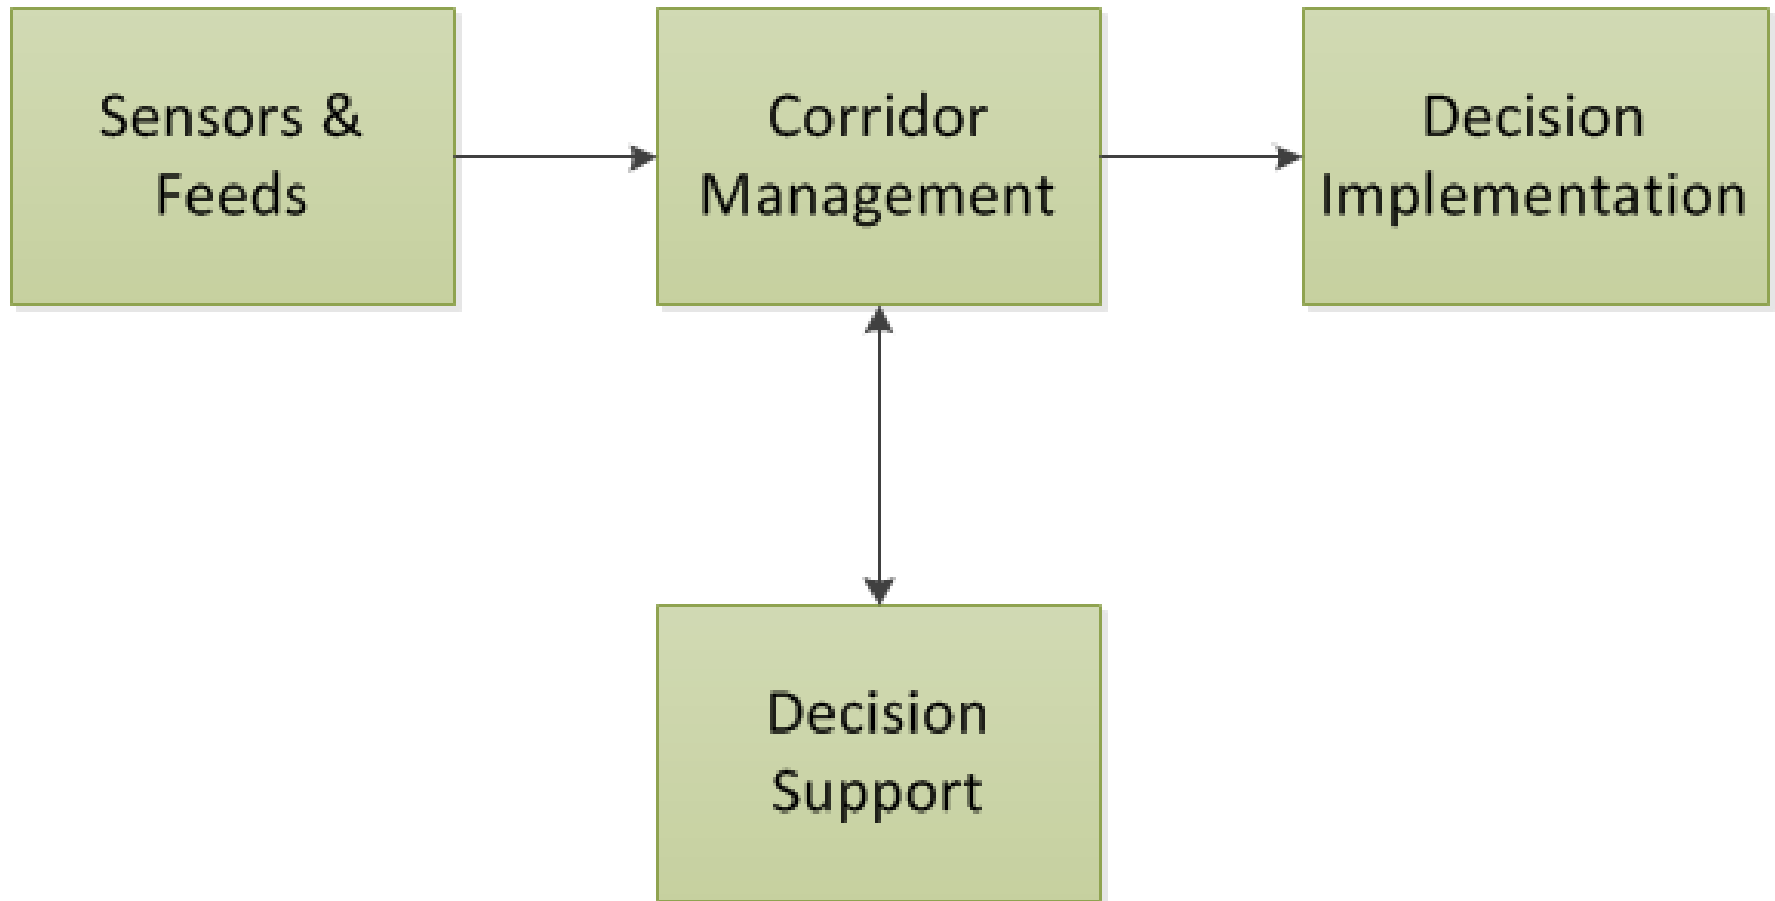 Sensors &
Feeds
Corridor
Management
Decision
Implementation
Decision
Support